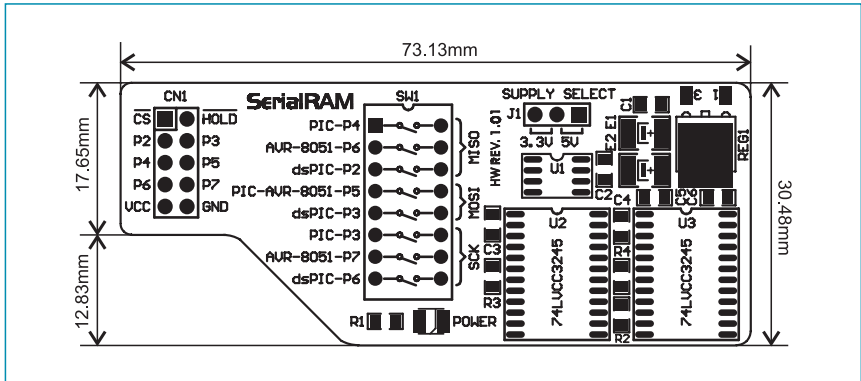 73.13mm
17.65mm
12.83mm
30.48mm
CN1
CS HOLD
P2 P3
P4 P5
P6 P7
VCC GND
SerialRAM
SW1
PIC-P4
AVR-8051-P6
dsPIC-P2
MISO
PIC-AVR-8051-P5
dsPIC-P3
MOSI
PIC-P3
AVR-8051-P7
dsPIC-P6
SCK
HW REV. 1.01
SUPPLY SELECT
J1
3.3V 5V
U1
C2
C1
E1
E2
+
+
3 1
REG1
C5
C6
C4
C3
R4
R3
R2
U2
74LVCC3245
U3
74LVCC3245
R1
POWER